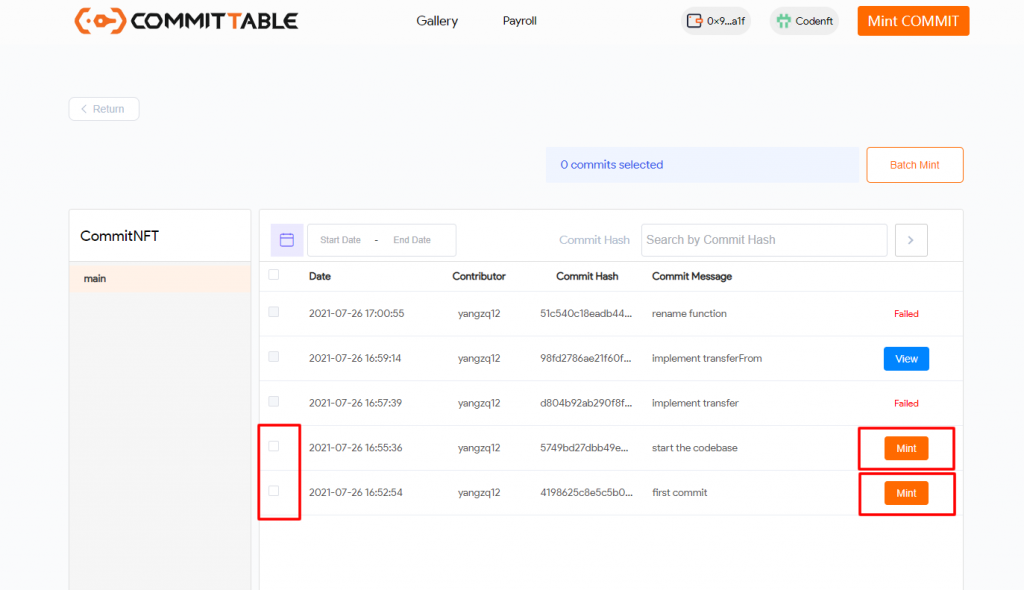 COMMITTABLE Gallery Payroll 0x9...a1f Codenft Mint COMMIT
Return
0 commits selected Batch Mint
CommitNFT
main
Start Date - End Date Commit Hash Search by Commit Hash
Date Contributor Commit Hash Commit Message
2021-07-26 17:00:55 yangzq12 51c540c18eadb44... rename function Failed
2021-07-26 16:59:14 yangzq12 98fd2786ae21f60f... implement transferFrom View
2021-07-26 16:57:39 yangzq12 d804b92ab290f8f... implement transfer Failed
2021-07-26 16:55:36 yangzq12 5749bd27dbb49e... start the codebase Mint
2021-07-26 16:52:54 yangzq12 4198625c8e5c5b0... first commit Mint